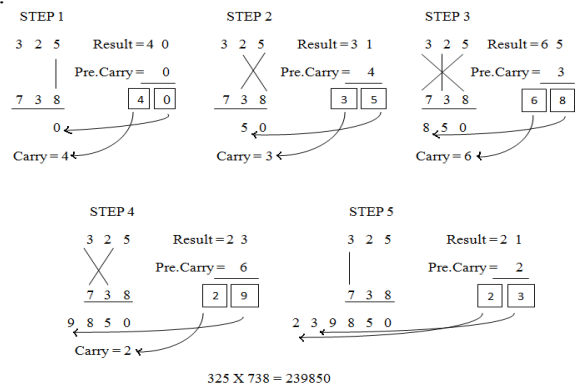 STEP 1
3 2 5 Result = 4 0
Pre.Carry = 0
7 3 8 4 0
0
Carry = 4
STEP 2
3 2 5 Result = 3 1
Pre.Carry = 4
7 3 8 3 5
5 0
Carry = 3
STEP 3
3 2 5 Result = 6 5
Pre.Carry = 3
7 3 8 6 8
8 5 0
Carry = 6
STEP 4
3 2 5 Result = 2 3
Pre.Carry = 6
7 3 8 2 9
9 8 5 0
Carry = 2
STEP 5
3 2 5 Result = 2 1
Pre.Carry = 2
7 3 8 2 3
2 3 9 8 5 0
325 X 738 = 239850